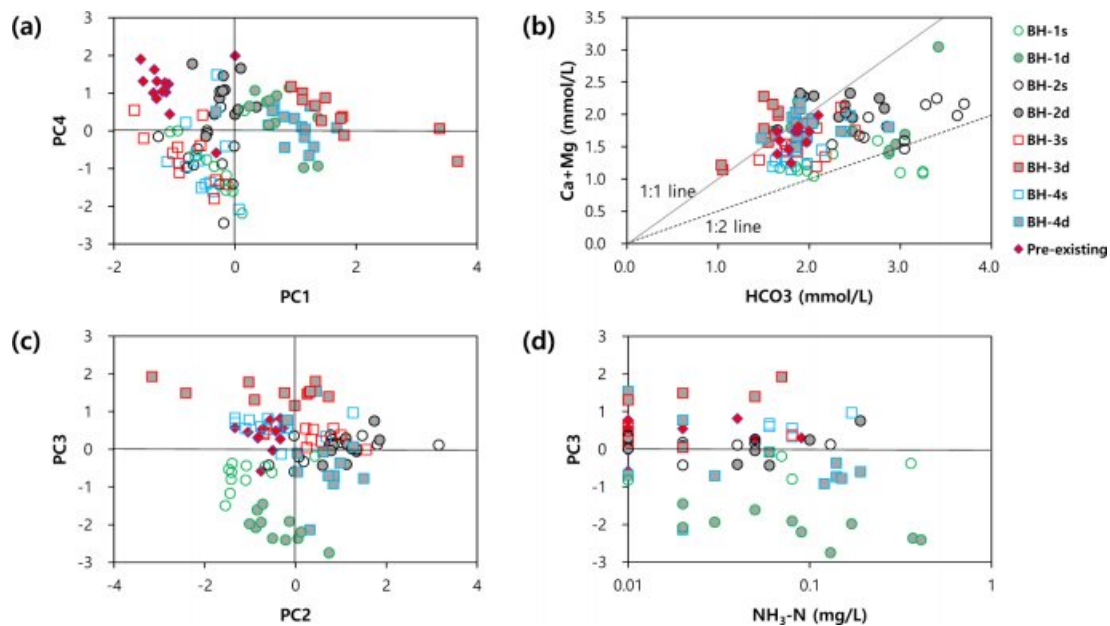 (a)
3
2
1
0
-1
-2
-3
PC4
-2
0
2
4
PC1
(b)
3.5
3.0
2.5
2.0
1.5
1.0
0.5
0.0
Ca+Mg (mmol/L)
1:1 line
1:2 line
0.0
1.0
2.0
3.0
4.0
HCO3 (mmol/L)
BH-1s
BH-1d
BH-2s
BH-2d
BH-3s
BH-3d
BH-4s
BH-4d
Pre-existing
(c)
3
2
1
0
-1
-2
-3
PC3
-4
-2
0
2
4
PC2
(d)
3
2
1
0
-1
-2
-3
PC3
0.01
0.1
1
NH₃-N (mg/L)